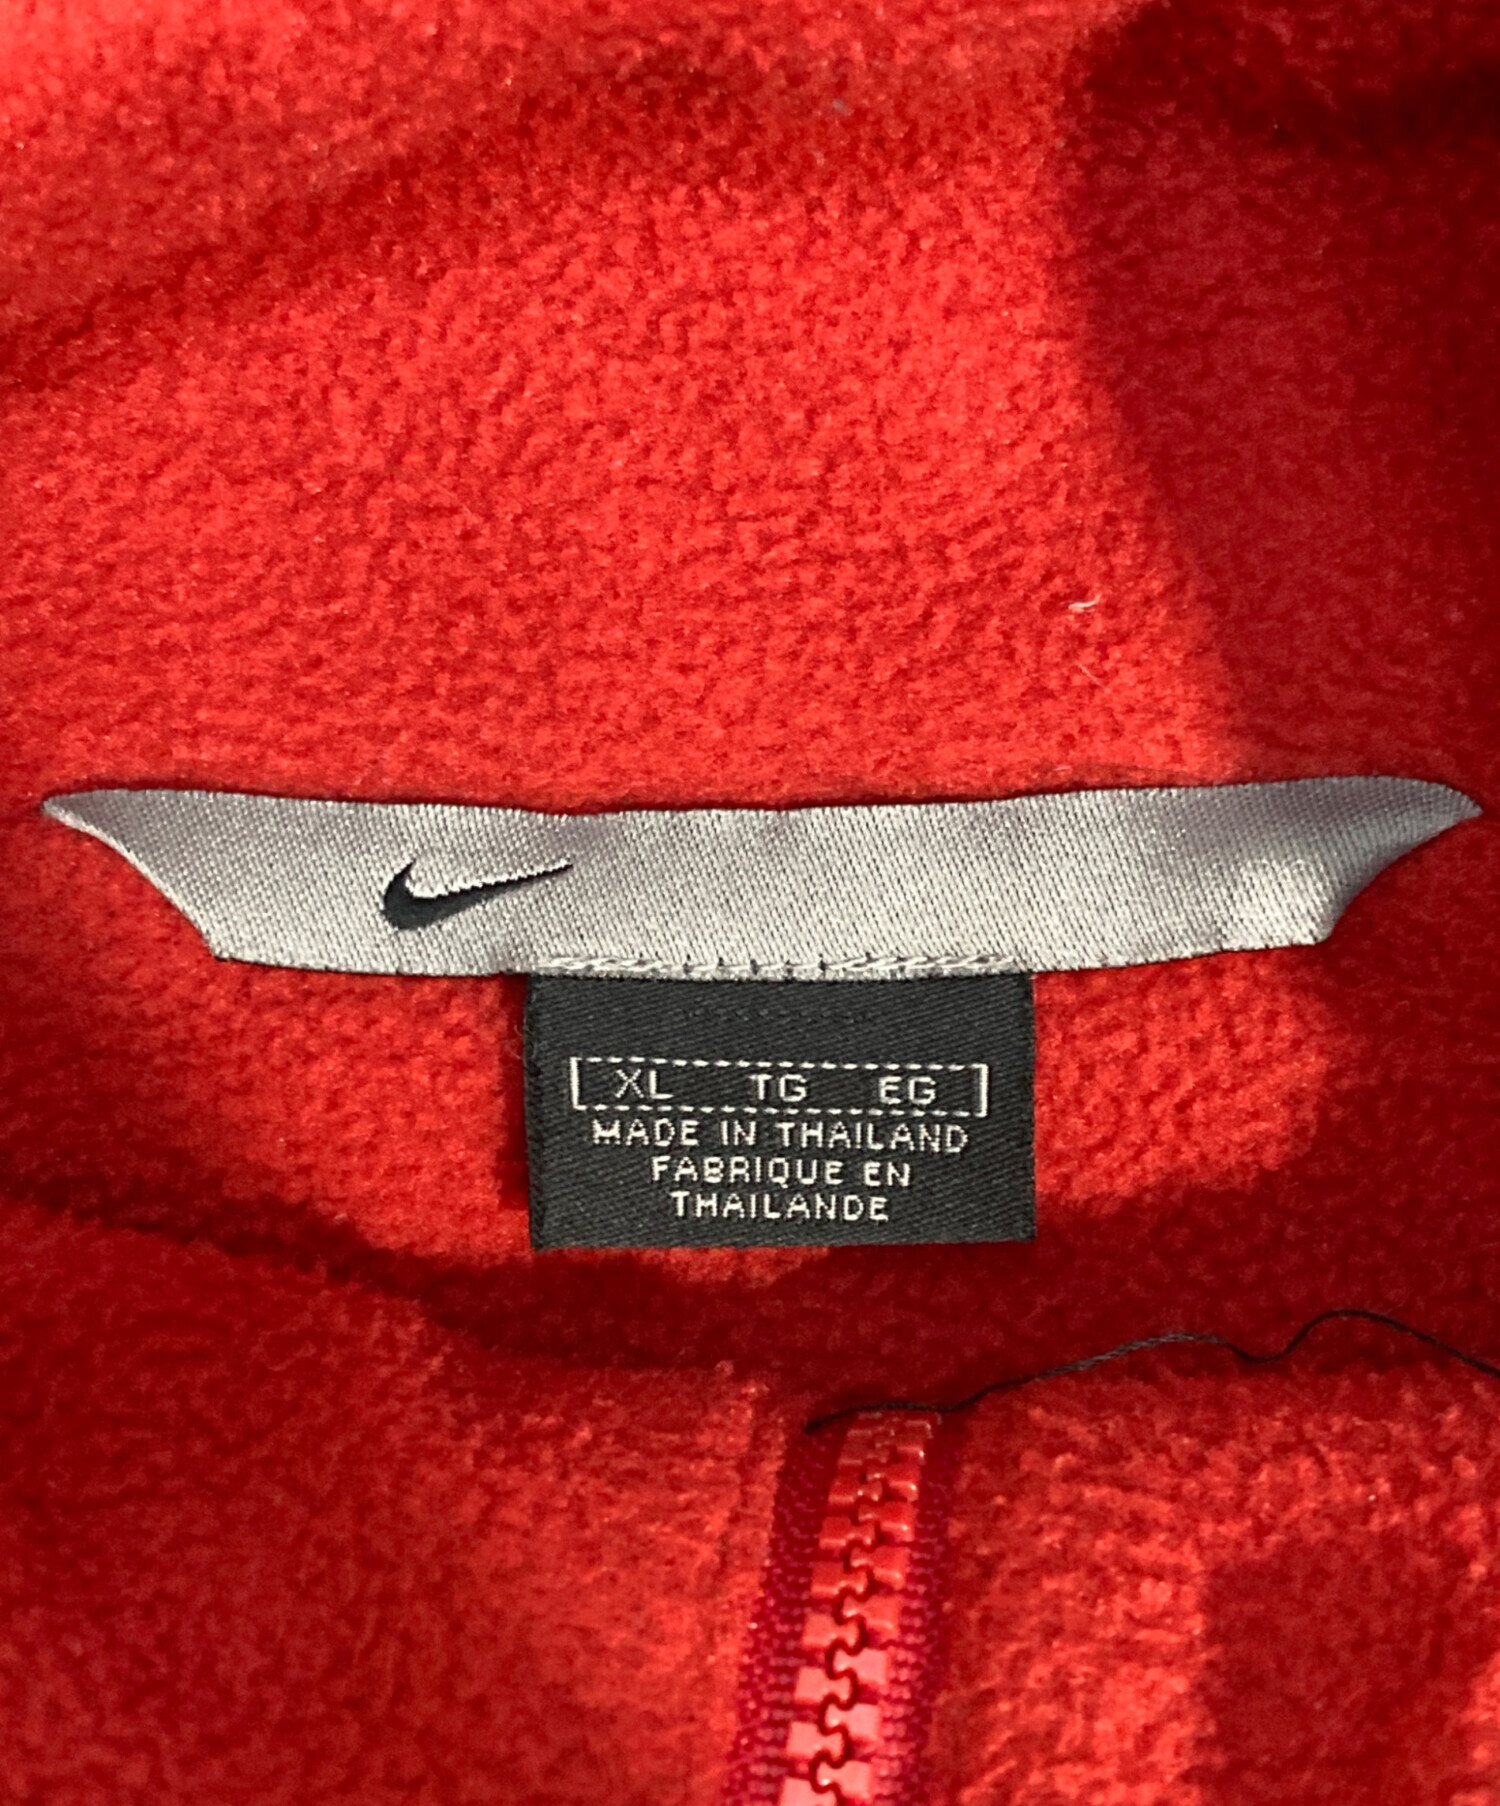 XL TG EG
MADE IN THAILAND
FABRIQUE EN
THAILANDE